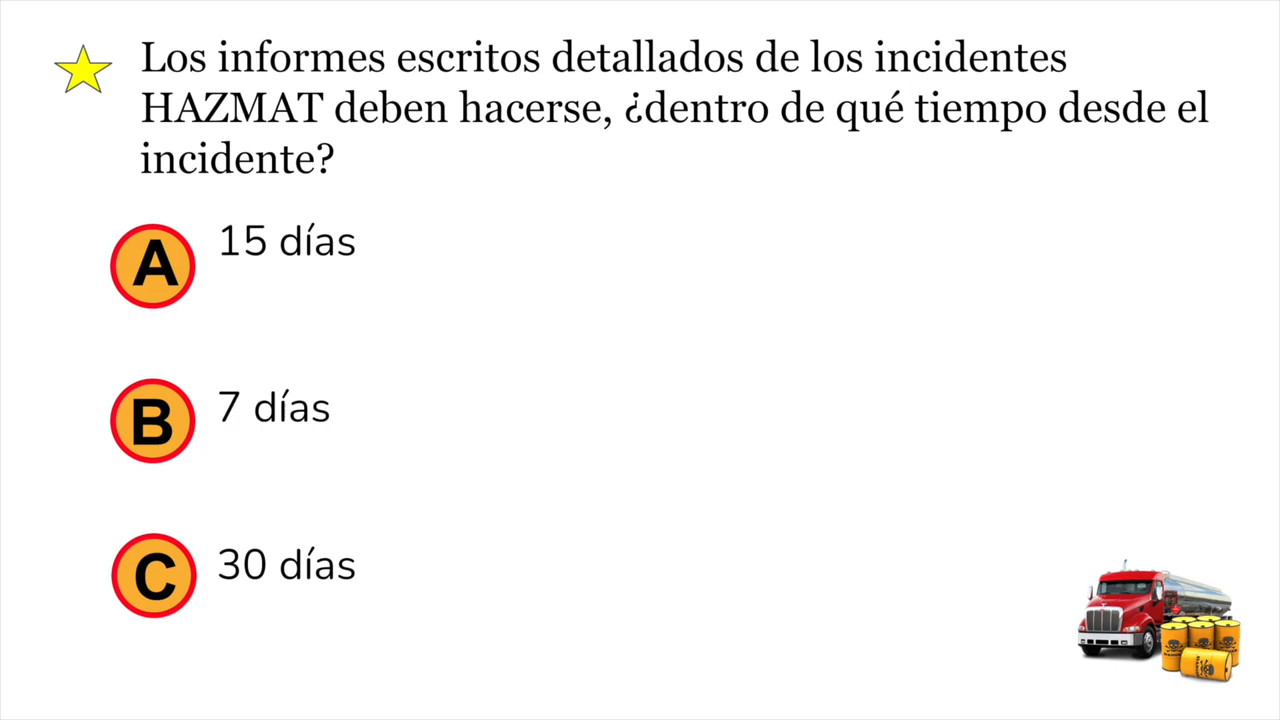 Los informes escritos detallados de los incidentes
HAZMAT deben hacerse, ¿dentro de qué tiempo desde el
incidente?
A 15 días
B 7 días
C 30 días